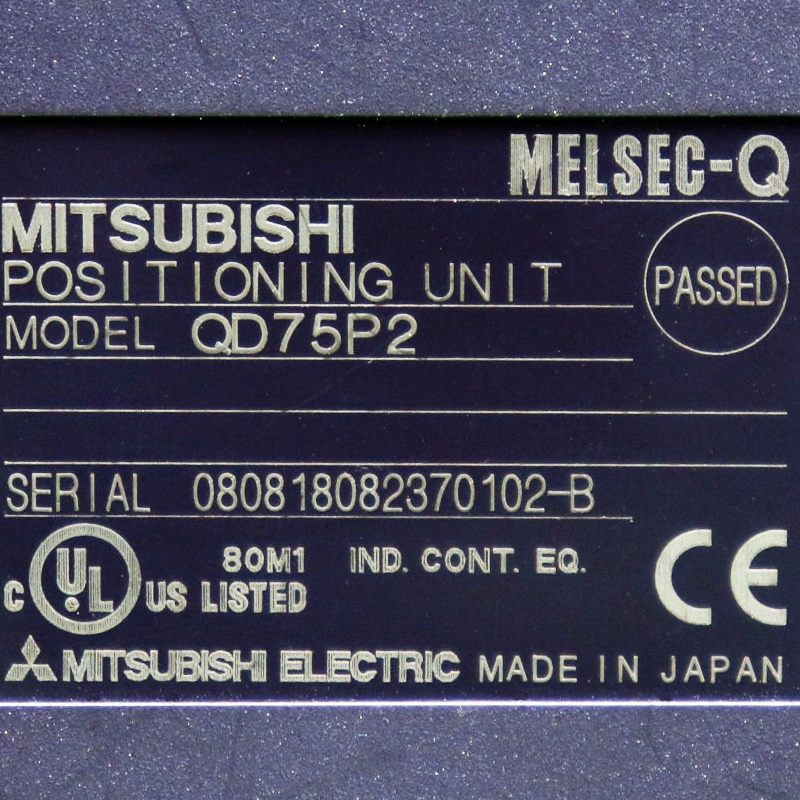 MELSEC-Q
MITSUBISHI
POSITIONING UNIT
PASSED
MODEL QD75P2
SERIAL 080818082370102-B
C UL US LISTED 80M1 IND. CONT. EQ.
CE
MITSUBISHI ELECTRIC MADE IN JAPAN